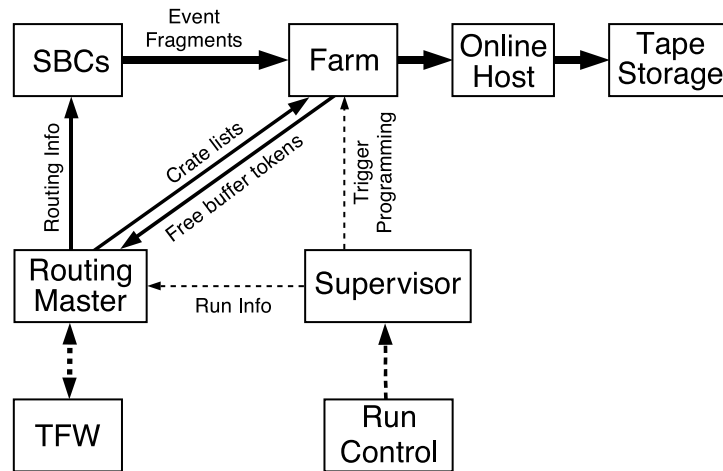 Event
Fragments
SBCs
Farm
Online
Host
Tape
Storage
Routing Info
Crate lists
Free buffer tokens
Trigger
Programming
Routing
Master
Run Info
Supervisor
TFW
Run
Control